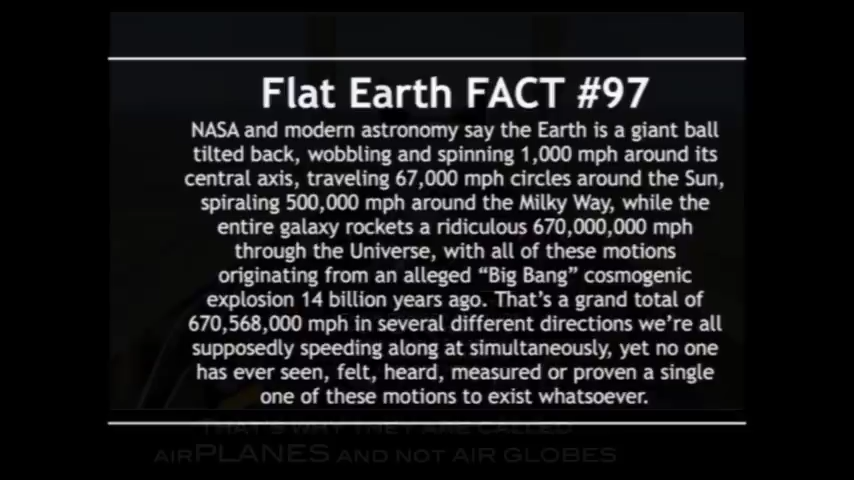 Flat Earth FACT #97
NASA and modern astronomy say the Earth is a giant ball
tilted back, wobbling and spinning 1,000 mph around its
central axis, traveling 67,000 mph circles around the Sun,
spiraling 500,000 mph around the Milky Way, while the
entire galaxy rockets a ridiculous 670,000,000 mph
through the Universe, with all of these motions
originating from an alleged “Big Bang” cosmogenic
explosion 14 billion years ago. That’s a grand total of
670,568,000 mph in several different directions we’re all
supposedly speeding along at simultaneously, yet no one
has ever seen, felt, heard, measured or proven a single
one of these motions to exist whatsoever.
THAT'S WHY THEY ARE CALLED
AIRPLANES AND NOT AIR GLOBES